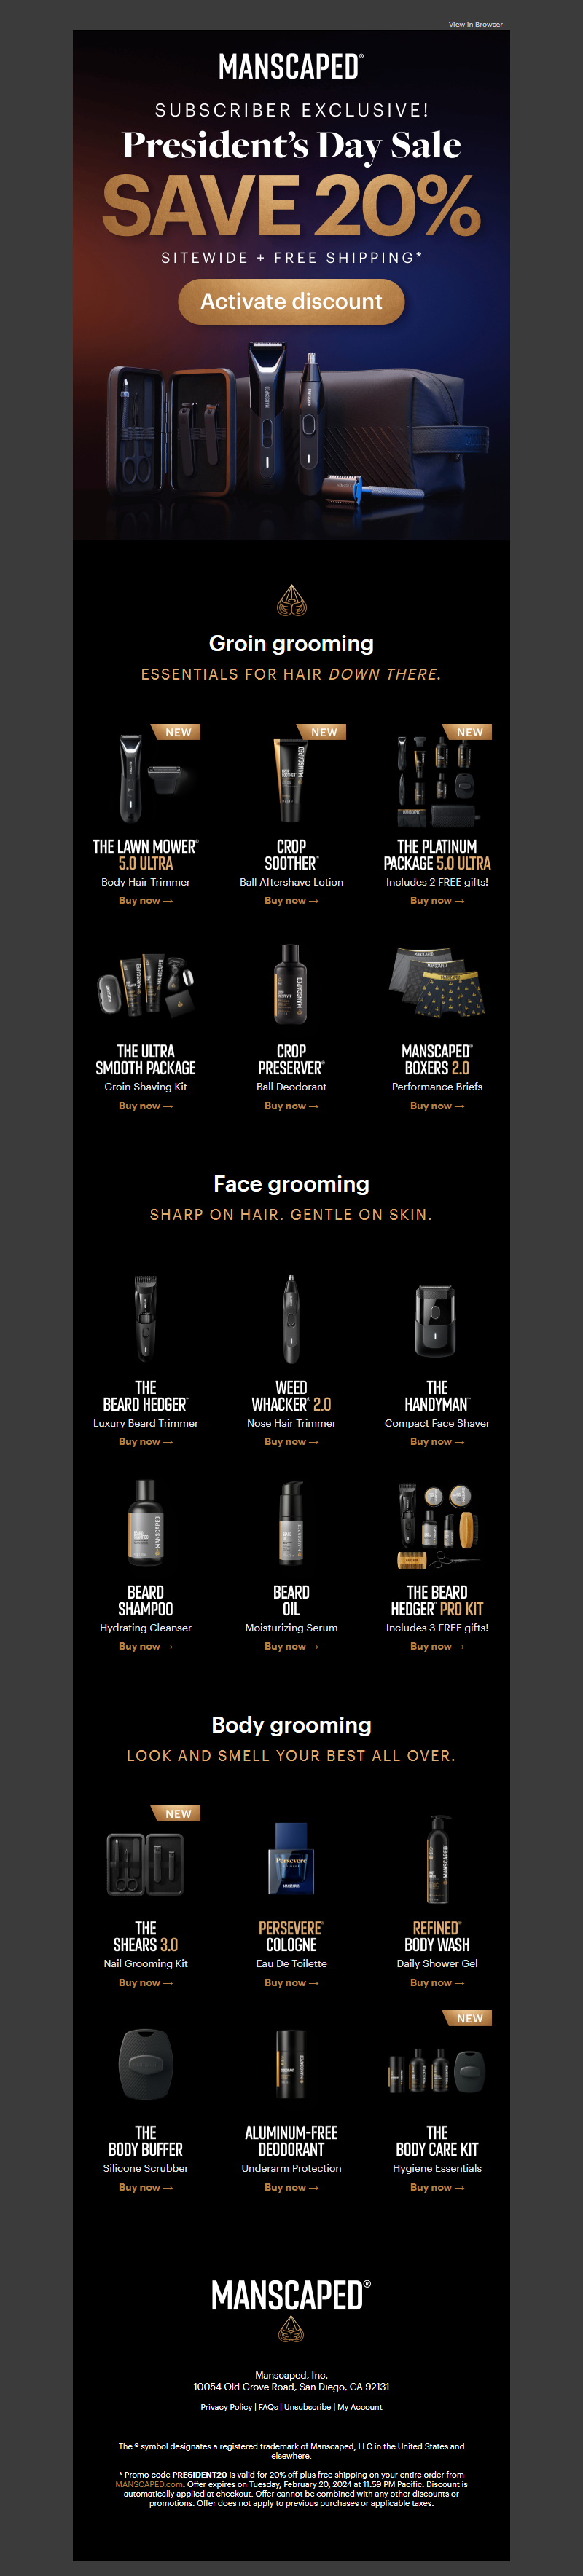 View in Browser
MANSCAPED®
SUBSCRIBER EXCLUSIVE!
President's Day Sale
SAVE 20%
SITEWIDE + FREE SHIPPING*
Activate discount
Groin grooming
ESSENTIALS FOR HAIR DOWN THERE.
NEW NEW NEW
THE LAWN MOWER® CROP THE PLATINUM
5.0 ULTRA SOOTHER™ PACKAGE 5.0 ULTRA
Body Hair Trimmer Ball Aftershave Lotion Includes 2 FREE gifts!
Buy now → Buy now → Buy now →
THE ULTRA CROP MANSCAPED®
SMOOTH PACKAGE PRESERVER® BOXERS 2.0
Groin Shaving Kit Ball Deodorant Performance Briefs
Buy now → Buy now → Buy now →
Face grooming
SHARP ON HAIR. GENTLE ON SKIN.
THE WEED THE
BEARD HEDGER™ WHACKER® 2.0 HANDYMAN™
Luxury Beard Trimmer Nose Hair Trimmer Compact Face Shaver
Buy now → Buy now → Buy now →
BEARD BEARD THE BEARD
SHAMPOO OIL HEDGER™ PRO KIT
Hydrating Cleanser Moisturizing Serum Includes 3 FREE gifts!
Buy now → Buy now → Buy now →
Body grooming
LOOK AND SMELL YOUR BEST ALL OVER.
NEW
Persevere
MANSCAPED
THE PERSEVERE® REFINED®
SHEARS 3.0 COLOGNE BODY WASH
Nail Grooming Kit Eau De Toilette Daily Shower Gel
Buy now → Buy now → Buy now →
NEW
THE ALUMINUM-FREE THE
BODY BUFFER DEODORANT BODY CARE KIT
Silicone Scrubber Underarm Protection Hygiene Essentials
Buy now → Buy now → Buy now →
MANSCAPED®
Manscaped, Inc.
10054 Old Grove Road, San Diego, CA 92131
Privacy Policy | FAQs | Unsubscribe | My Account
The ® symbol designates a registered trademark of Manscaped, LLC in the United States and
elsewhere.
* Promo code PRESIDENT20 is valid for 20% off plus free shipping on your entire order from
MANSCAPED.com. Offer expires on Tuesday, February 20, 2024 at 11:59 PM Pacific. Discount is
automatically applied at checkout. Offer cannot be combined with any other discounts or
promotions. Offer does not apply to previous purchases or applicable taxes.